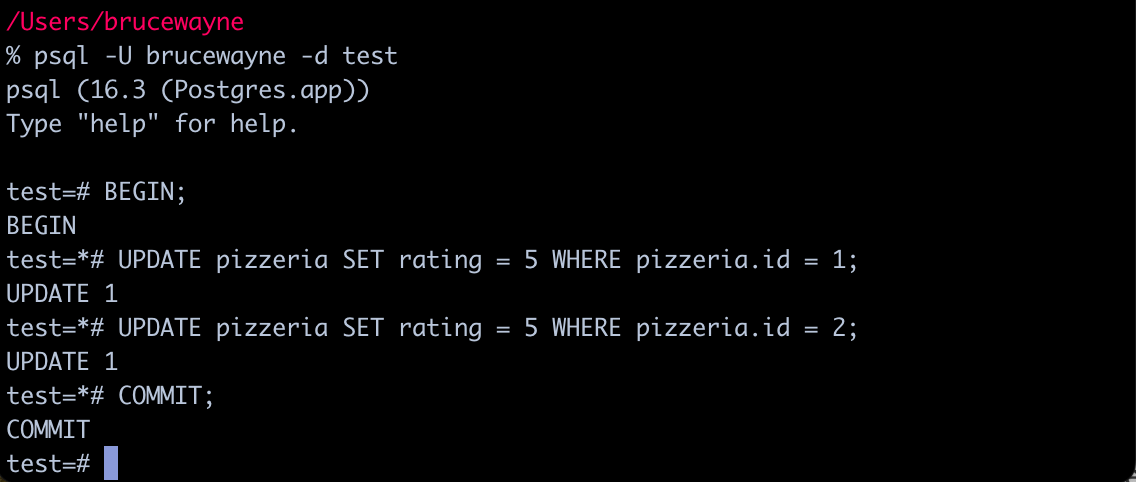 /Users/brucewayne
% psql -U brucewayne -d test
psql (16.3 (Postgres.app))
Type "help" for help.
test=# BEGIN;
BEGIN
test=*# UPDATE pizzeria SET rating = 5 WHERE pizzeria.id = 1;
UPDATE 1
test=*# UPDATE pizzeria SET rating = 5 WHERE pizzeria.id = 2;
UPDATE 1
test=*# COMMIT;
COMMIT
test=#